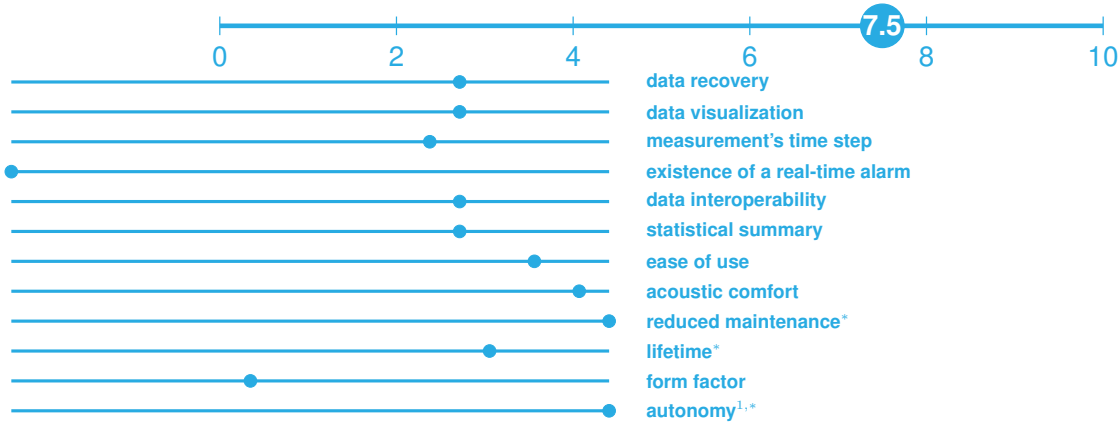 7.5
0 2 4 6 8 10
data recovery
data visualization
measurement's time step
existence of a real-time alarm
data interoperability
statistical summary
ease of use
acoustic comfort
reduced maintenance*
lifetime*
form factor
autonomy1,*